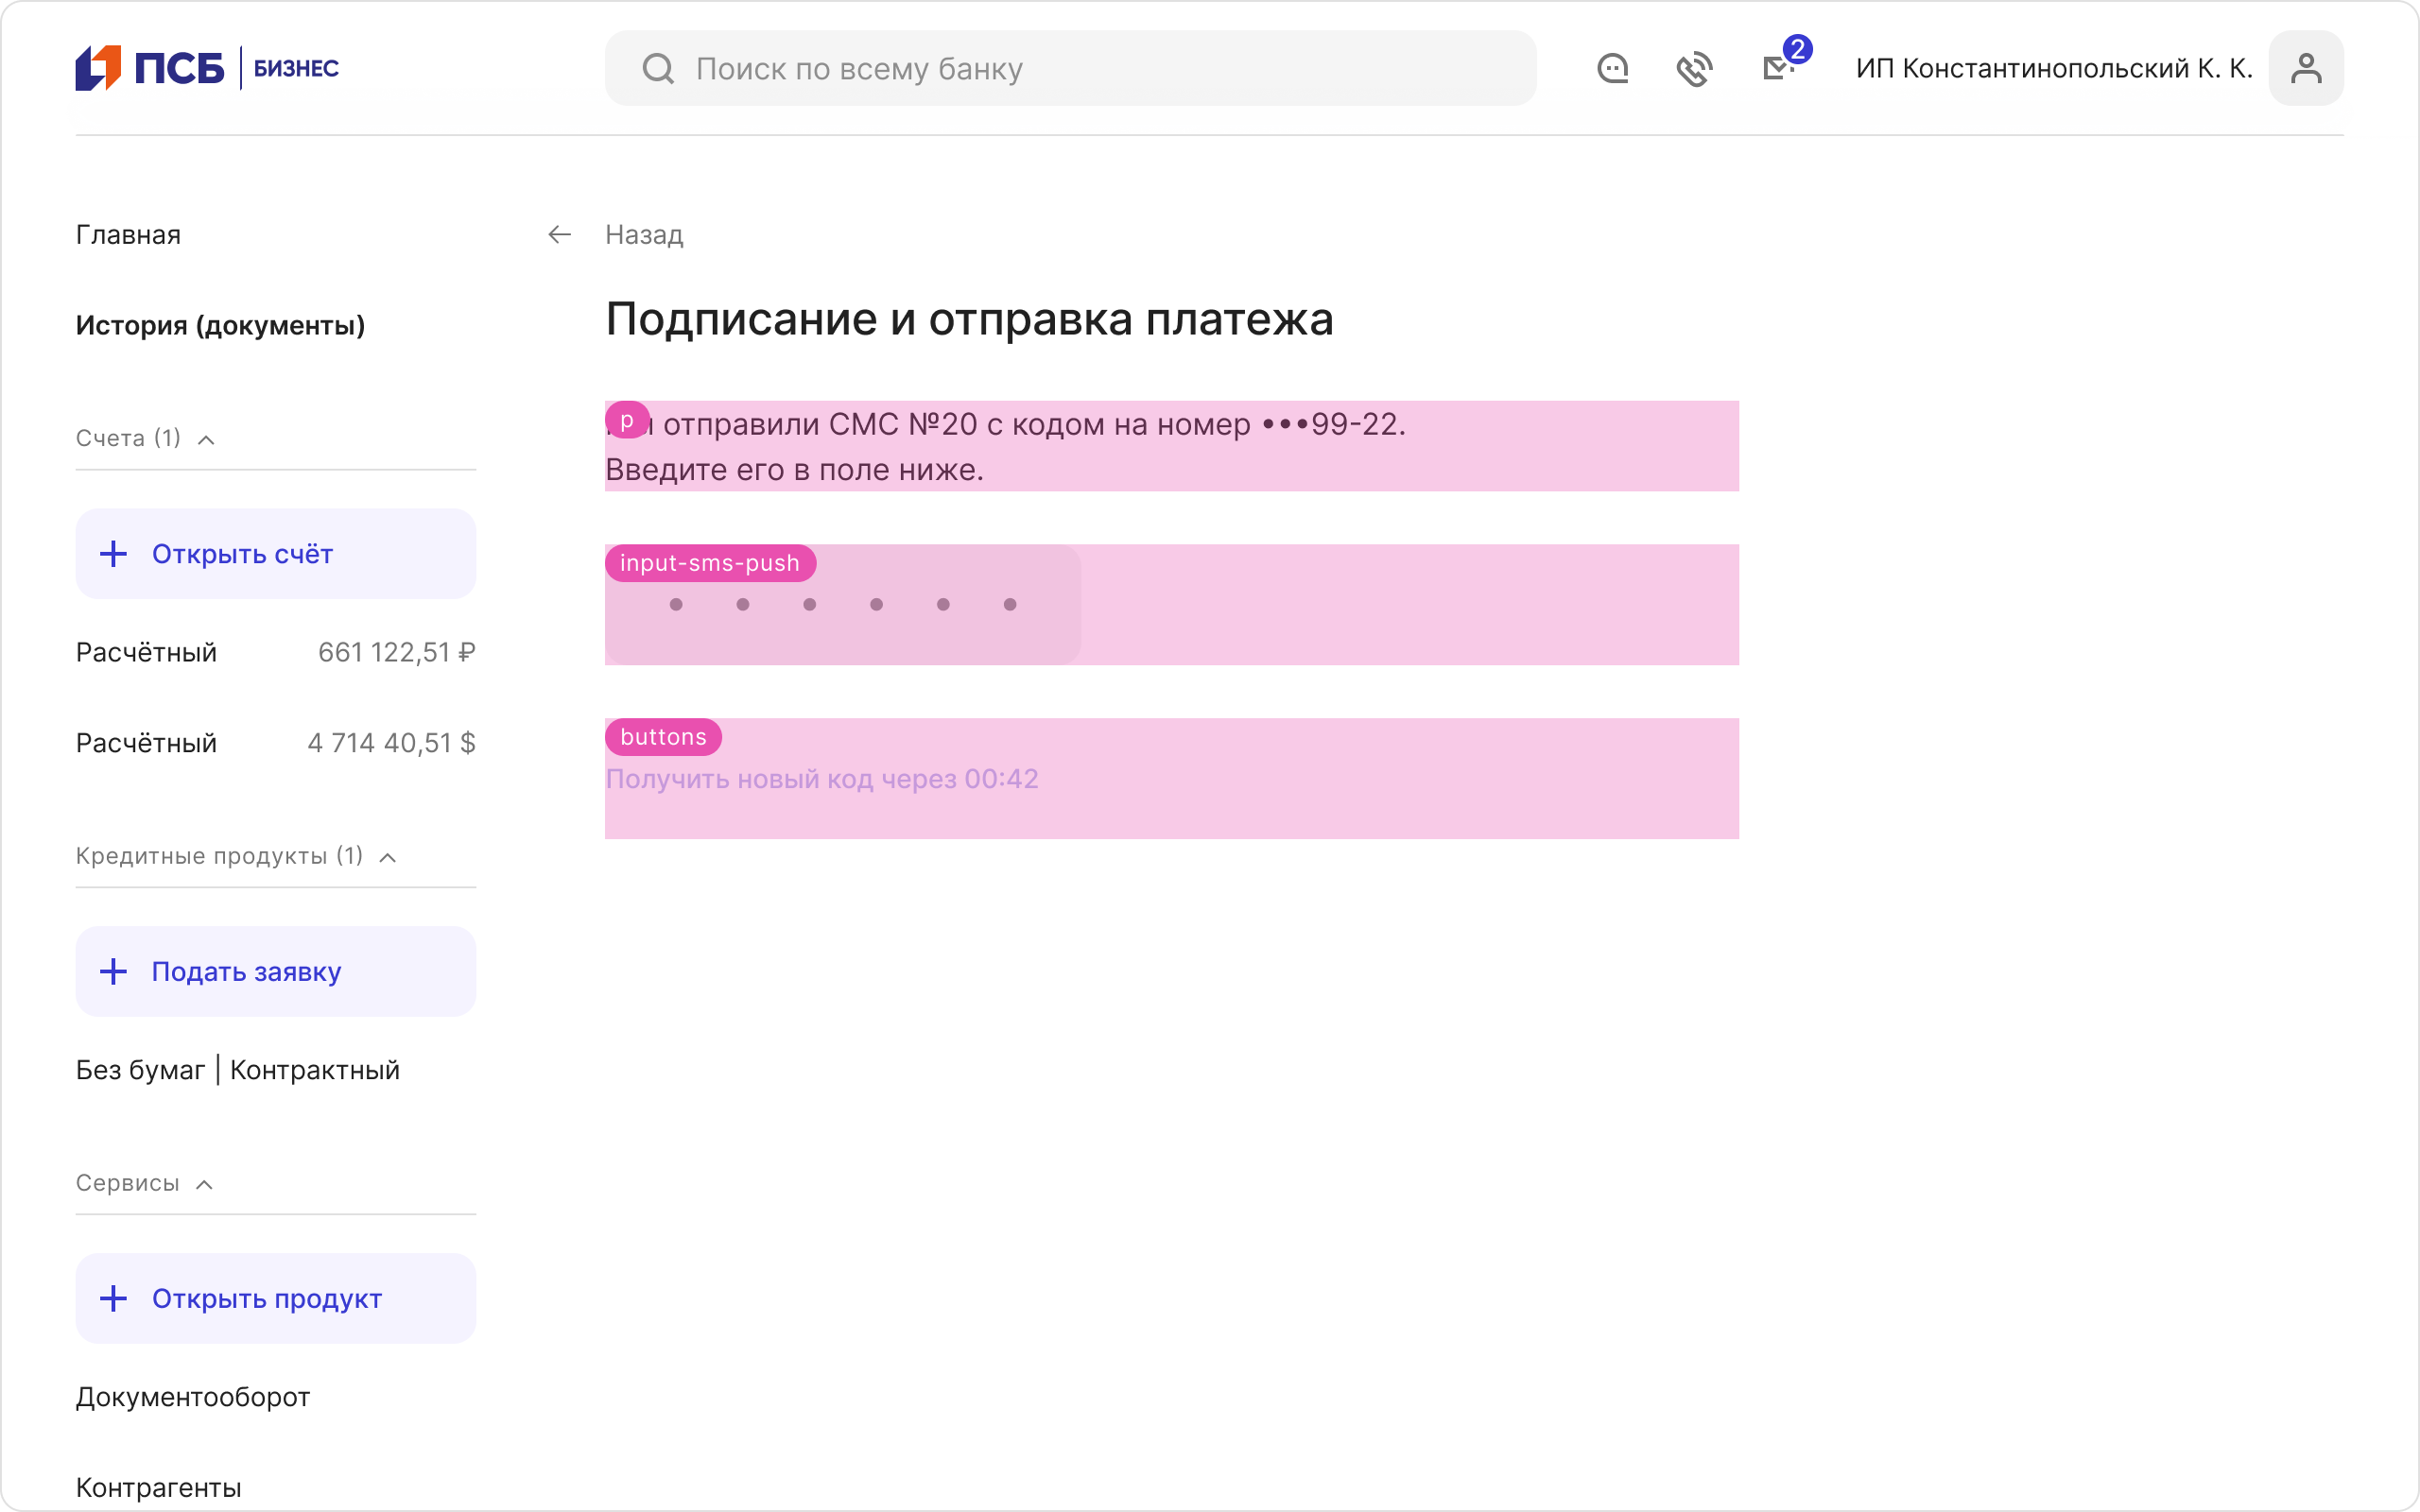 ПСБ БИЗНЕС
Поиск по всему банку
2
ИП Константинопольский К. К.
Главная
История (документы)
Счета (1)
Открыть счёт
Расчётный 661 122,51 ₽
Расчётный 4 714 40,51 $
Кредитные продукты (1)
Подать заявку
Без бумаг | Контрактный
Сервисы
Открыть продукт
Документооборот
Контрагенты
Назад
Подписание и отправка платежа
p
отправили СМС №20 с кодом на номер •••99-22.
Введите его в поле ниже.
input-sms-push
buttons
Получить новый код через 00:42